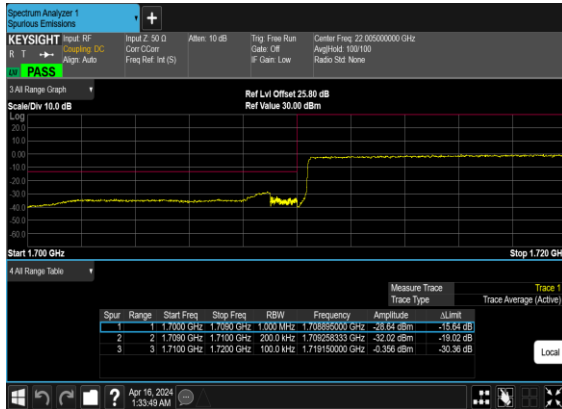 Spectrum Analyzer 1
Spurious Emissions
KEYSIGHT Input: RF Input Z: 50 Ω Atten: 10 dB Trig: Free Run Center Freq: 22.005000000 GHz
R T Coupling: DC Corr CCorr Gate: Off Avg|Hold: 100/100
Align: Auto Freq Ref: Int (S) IF Gain: Low Radio Std: None
LW PASS
3 All Range Graph
Ref Lvl Offset 25.80 dB
Scale/Div 10.0 dB Ref Value 30.00 dBm
Log
20.0
10.0
0.00
-10.0
-20.0
-30.0
-40.0
-50.0
-60.0
Start 1.700 GHz Stop 1.720 GH
4 All Range Table
Measure Trace Trace 1
Trace Type Trace Average (Active)
Spur Range Start Freq Stop Freq RBW Frequency Amplitude ΔLimit
1 1 1.7000 GHz 1.7090 GHz 1.000 MHz 1.708895000 GHz -28.64 dBm -15.64 dB
2 2 1.7090 GHz 1.7100 GHz 200.0 kHz 1.709258333 GHz -32.02 dBm -19.02 dB
3 3 1.7100 GHz 1.7200 GHz 100.0 kHz 1.719150000 GHz -0.356 dBm -30.36 dB
Local
Apr 16, 2024
1:33:49 AM